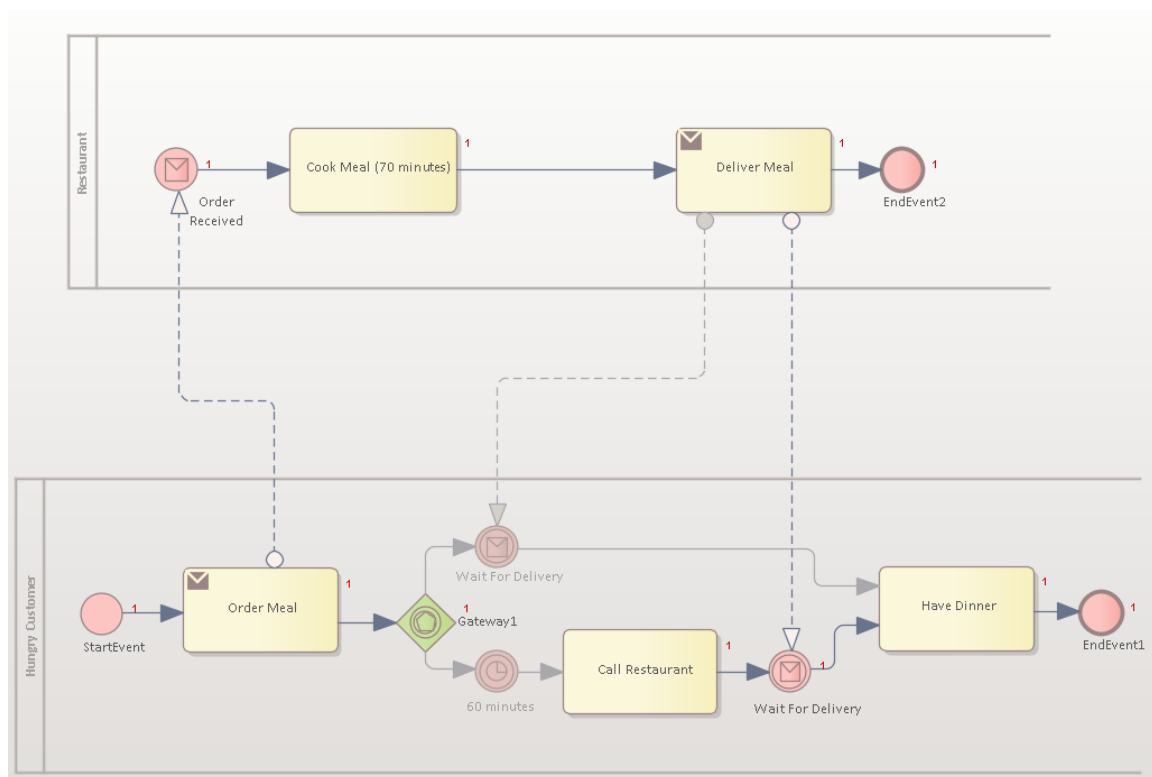 Restaurant
1
Cook Meal (70 minutes)
1
Deliver Meal
1
1
Order
Received
EndEvent2
Hungry Customer
1
StartEvent
Order Meal
1
1
Gateway1
Wait For Delivery
60 minutes
Call Restaurant
1
1
Wait For Delivery
Have Dinner
1
1
EndEvent1